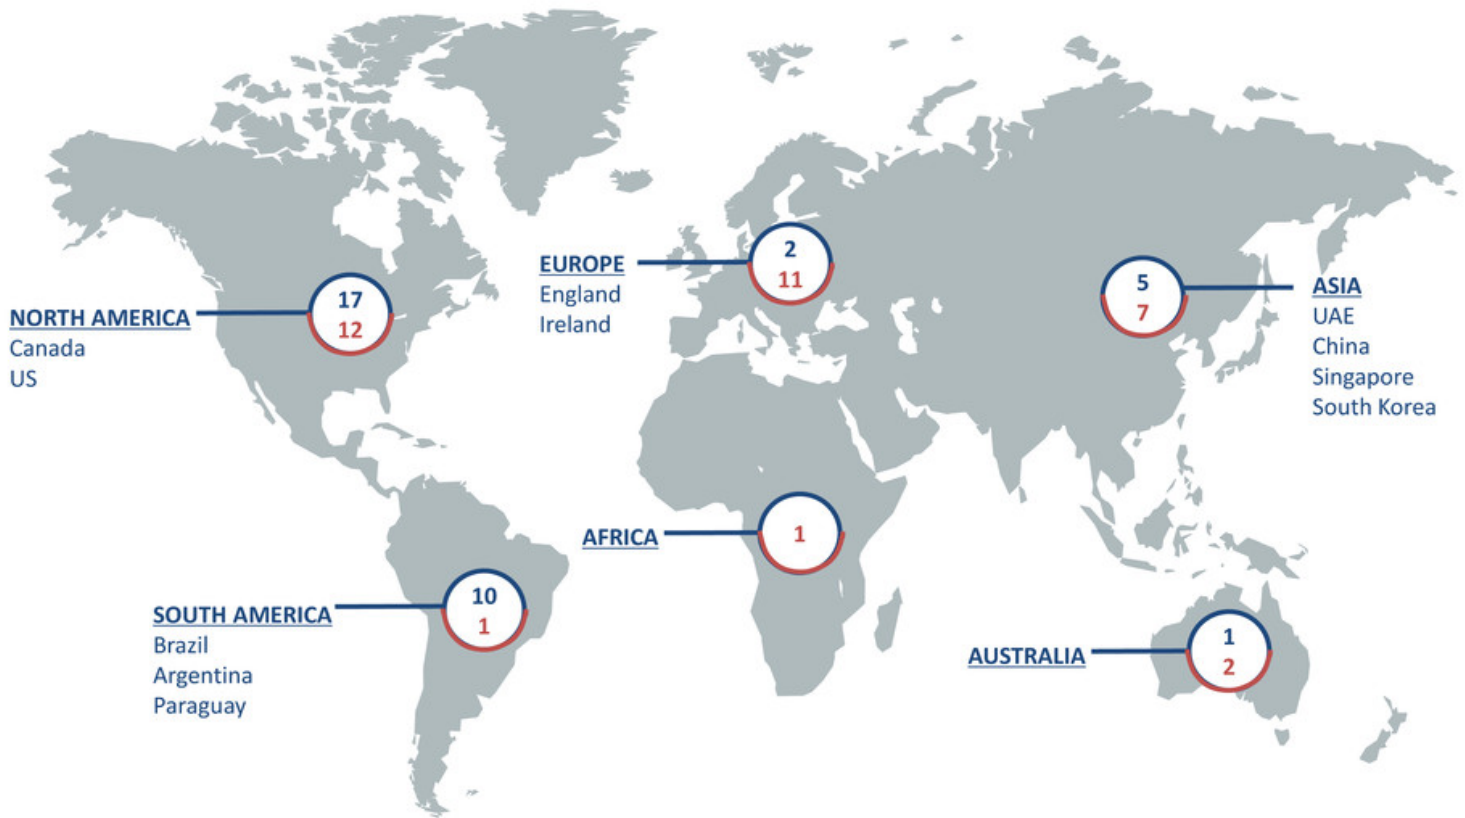 NORTH AMERICA
Canada
US
17
12
EUROPE
England
Ireland
2
11
5
7
ASIA
UAE
China
Singapore
South Korea
SOUTH AMERICA
Brazil
Argentina
Paraguay
10
1
AFRICA
1
AUSTRALIA
1
2